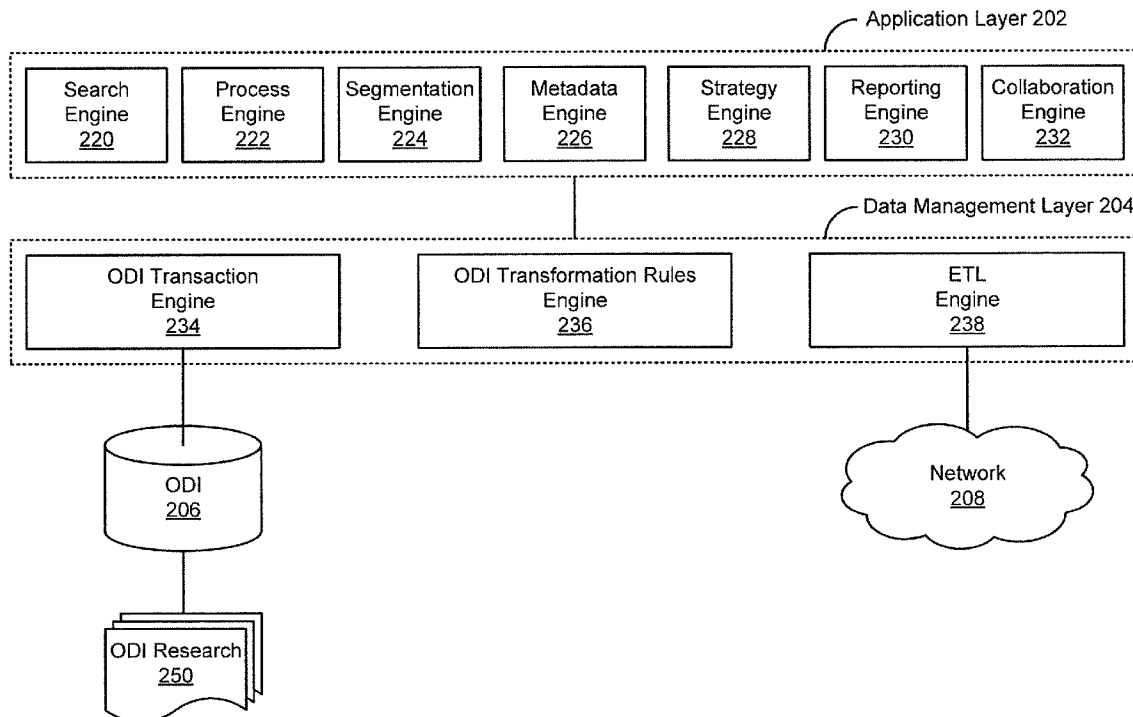 Application Layer 202
Search
Engine
220
Process
Engine
222
Segmentation
Engine
224
Metadata
Engine
226
Strategy
Engine
228
Reporting
Engine
230
Collaboration
Engine
232
Data Management Layer 204
ODI Transaction
Engine
234
ODI Transformation Rules
Engine
236
ETL
Engine
238
ODI
206
Network
208
ODI Research
250